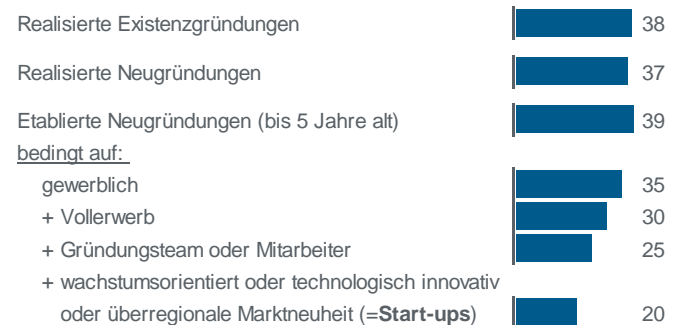 Realisierte Existenzgründungen 38
Realisierte Neugründungen 37
Etablierte Neugründungen (bis 5 Jahre alt) 39
bedingt auf:
gewerblich 35
+ Vollerwerb 30
+ Gründungsteam oder Mitarbeiter 25
+ wachstumsorientiert oder technologisch innovativ
oder überregionale Marktneuheit (=Start-ups) 20